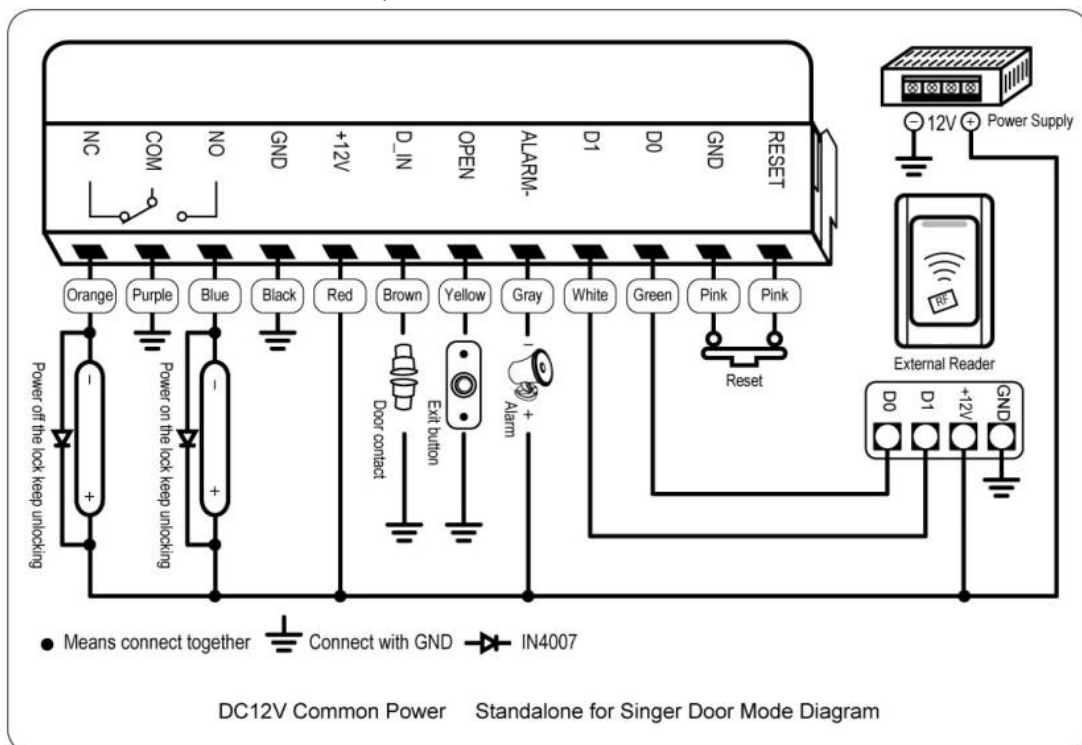 NC COM NO GND +12V D_IN OPEN ALARM- D1 D0 GND RESET
− 12V + Power Supply
Orange Purple Blue Black Red Brown Yellow Gray White Green Pink Pink
RF
External Reader
Reset
D0 D1 +12V GND
Power off the lock keep unlocking
− +
Power on the lock keep unlocking
− +
Door contact
Exit button
− Alarm +
Means connect together Connect with GND IN4007
DC12V Common Power Standalone for Singer Door Mode Diagram